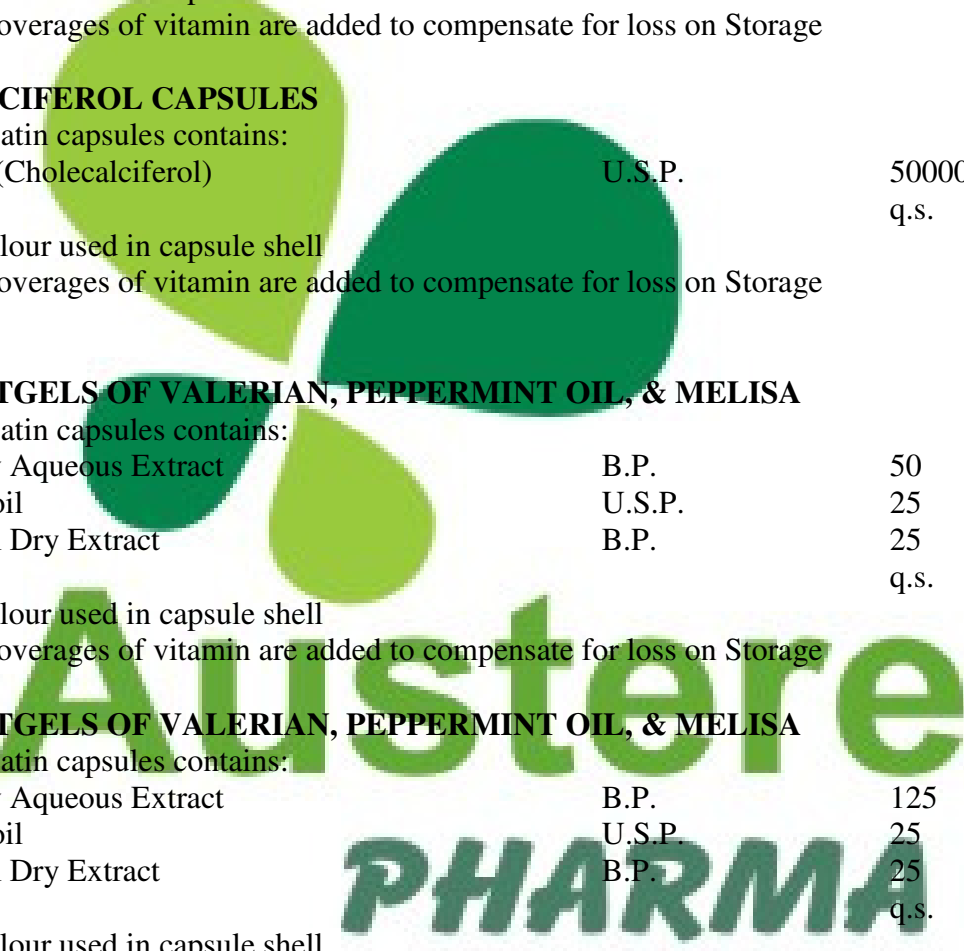 overages of vitamin are added to compensate for loss on Storage
CIFEROL CAPSULES
atin capsules contains:
(Cholecalciferol) U.S.P. 50000
q.s.
lour used in capsule shell
overages of vitamin are added to compensate for loss on Storage
TGELS OF VALERIAN, PEPPERMINT OIL, & MELISA
atin capsules contains:
Aqueous Extract B.P. 50
oil U.S.P. 25
Dry Extract B.P. 25
q.s.
lour used in capsule shell
overages of vitamin are added to compensate for loss on Storage
Austere
TGELS OF VALERIAN, PEPPERMINT OIL, & MELISA
atin capsules contains:
Aqueous Extract B.P. 125
oil U.S.P. 25
Dry Extract B.P. 25
PHARMA
q.s.
lour used in capsule shell